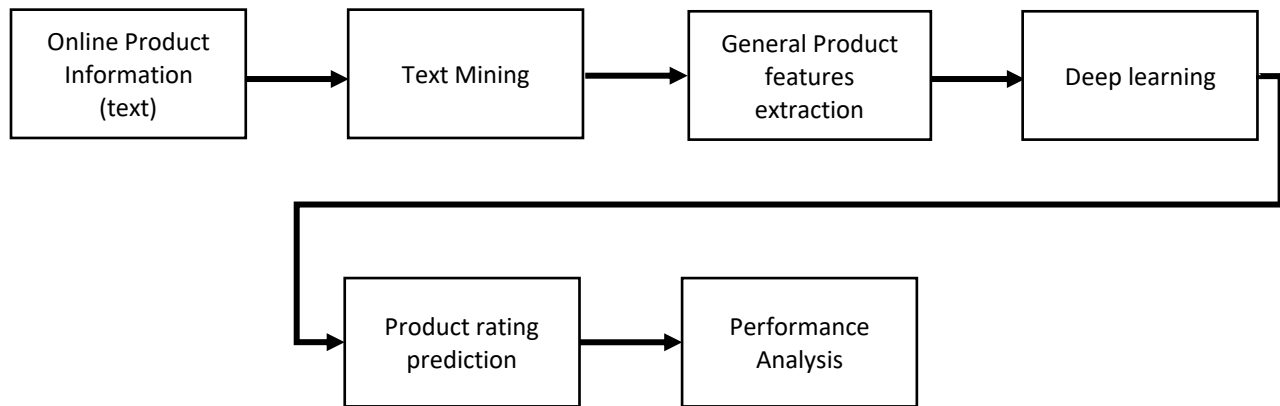 Online Product
Information
(text)
Text Mining
General Product
features
extraction
Deep learning
Product rating
prediction
Performance
Analysis